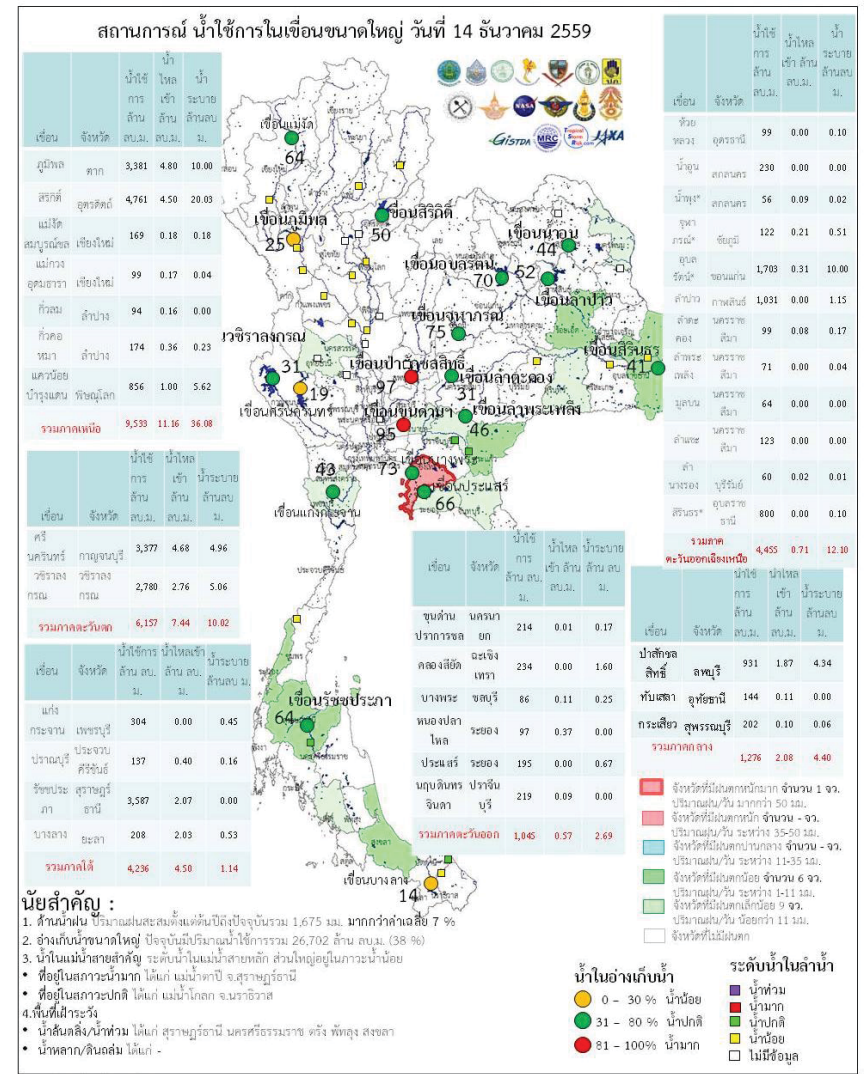 สถานการณ์ น้ำใช้การในเขื่อนขนาดใหญ่ วันที่ 14 ธันวาคม 2559
เขื่อน จังหวัด น้ำใช้การ ล้าน ลบ.ม. น้ำไหลเข้า ล้าน ลบ.ม. น้ำระบาย ล้านลบ ม.
ภูมิพล ตาก 3,381 4.80 10.00
สิริกิติ์ อุตรดิตถ์ 4,761 4.50 20.03
แม่งัดสมบูรณ์ชล เชียงใหม่ 169 0.18 0.18
แม่กวงอุดมธารา เชียงใหม่ 99 0.17 0.04
กิ่วลม ลำปาง 94 0.16 0.00
กิ่วคอหมา ลำปาง 174 0.36 0.23
แควน้อยบำรุงแดน พิษณุโลก 856 1.00 5.62
รวมภาคเหนือ 9,533 11.16 36.08
เขื่อน จังหวัด น้ำใช้การ ล้าน ลบ.ม. น้ำไหลเข้า ล้าน ลบ.ม. น้ำระบาย ล้านลบ ม.
ศรีนครินทร์ กาญจนบุรี 3,377 4.68 4.96
วชิราลงกรณ วชิราลงกรณ 2,780 2.76 5.06
รวมภาคตะวันตก 6,157 7.44 10.02
เขื่อน จังหวัด น้ำใช้การ ล้าน ลบ. ม. น้ำไหลเข้า ล้าน ลบ. ม. น้ำระบาย ล้านลบ ม.
แก่งกระจาน เพชรบุรี 304 0.00 0.45
ปราณบุรี ประจวบคีรีขันธ์ 137 0.40 0.16
รัชชประภา สุราษฎร์ธานี 3,587 2.07 0.00
บางลาง ยะลา 208 2.03 0.53
รวมภาคใต้ 4,236 4.50 1.14
เขื่อน จังหวัด น้ำใช้การ ล้าน ลบ.ม. น้ำไหลเข้า ล้าน ลบ.ม. น้ำระบาย ล้านลบ ม.
ห้วยหลวง อุดรธานี 99 0.00 0.10
น้ำอูน สกลนคร 230 0.00 0.00
น้ำพุง* สกลนคร 56 0.09 0.02
จุฬาภรณ์* ชัยภูมิ 122 0.21 0.51
อุบลรัตน์* ขอนแก่น 1,703 0.31 10.00
ลำปาว กาฬสินธุ์ 1,031 0.00 1.15
ลำตะคอง นครราชสีมา 99 0.08 0.17
ลำพระเพลิง นครราชสีมา 71 0.00 0.04
มูลบน นครราชสีมา 64 0.00 0.00
ลำแชะ นครราชสีมา 123 0.00 0.00
ลำนางรอง บุรีรัมย์ 60 0.02 0.01
สิรินธร* อุบลราชธานี 800 0.00 0.10
รวมภาคตะวันออกเฉียงเหนือ 4,455 0.71 12.10
เขื่อน จังหวัด น้ำใช้การ ล้าน ลบ.ม. น้ำไหลเข้า ล้าน ลบ.ม. น้ำระบาย ล้านลบ ม.
ป่าสักชลสิทธิ์ ลพบุรี 931 1.87 4.34
ทับเสลา อุทัยธานี 144 0.11 0.00
กระเสียว สุพรรณบุรี 202 0.10 0.06
รวมภาคกลาง 1,276 2.08 4.40
เขื่อน จังหวัด น้ำใช้การ ล้าน ลบ. ม. น้ำไหลเข้า ล้าน ลบ.ม. น้ำระบาย ล้าน ลบ ม.
ขุนด่านปราการชล นครนายก 214 0.01 0.17
คลองสียัด ฉะเชิงเทรา 234 0.00 1.60
บางพระ ชลบุรี 86 0.11 0.25
หนองปลาไหล ระยอง 97 0.37 0.00
ประแสร์ ระยอง 195 0.00 0.67
นฤบดินทรจินดา ปราจีนบุรี 219 0.09 0.00
รวมภาคตะวันออก 1,045 0.57 2.69
GISTDA MRC NASA JAXA
เขื่อนแม่งัด
64
เขื่อนสิริกิติ์
50
เขื่อนภูมิพล
25
เขื่อนน้ำอูน
44
เขื่อนอุบลรัตน์
70
52
เขื่อนลำปาว
เขื่อนจุฬาภรณ์
75
วชิราลงกรณ
31
เขื่อนศรีนครินทร์
19
เขื่อนป่าสักชลสิทธิ์
97
เขื่อนลำตะคอง
31
เขื่อนสิรินธร
41
เขื่อนขุนด่านฯ
95
เขื่อนลำพระเพลิง
46
เขื่อนบางพระ
73
เขื่อนประแสร์
66
43
เขื่อนแก่งกระจาน
เขื่อนรัชชประภา
64
เขื่อนบางลาง
14
จังหวัดที่มีฝนตกหนักมาก จำนวน 1 จว.
ปริมาณฝน/วัน มากกว่า 50 มม.
จังหวัดที่มีฝนตกหนัก จำนวน - จว.
ปริมาณฝน/วัน ระหว่าง 35-50 มม.
จังหวัดที่มีฝนตกปานกลาง จำนวน - จว.
ปริมาณฝน/วัน ระหว่าง 11-35 มม.
จังหวัดที่มีฝนตกน้อย จำนวน 6 จว.
ปริมาณฝน/วัน ระหว่าง 1-11 มม.
จังหวัดที่มีฝนตกเล็กน้อย 9 จว.
ปริมาณฝน/วัน น้อยกว่า 11 มม.
จังหวัดที่ไม่มีฝนตก
นัยสำคัญ :
1. ด้านน้ำฝน ปริมาณฝนสะสมตั้งแต่ต้นปีถึงปัจจุบันรวม 1,675 มม. มากกว่าค่าเฉลี่ย 7 %
2. อ่างเก็บน้ำขนาดใหญ่ ปัจจุบันมีปริมาณน้ำใช้การรวม 26,702 ล้าน ลบ.ม. (38 %)
3. น้ำในแม่น้ำสายสำคัญ ระดับน้ำในแม่น้ำสายหลัก ส่วนใหญ่อยู่ในภาวะน้ำน้อย
• ที่อยู่ในสภาวะน้ำมาก ได้แก่ แม่น้ำตาปี จ.สุราษฎร์ธานี
• ที่อยู่ในสภาวะปกติ ได้แก่ แม่น้ำโกลก จ.นราธิวาส
4.พื้นที่เฝ้าระวัง
• น้ำล้นตลิ่ง/น้ำท่วม ได้แก่ สุราษฎร์ธานี นครศรีธรรมราช ตรัง พัทลุง สงขลา
• น้ำหลาก/ดินถล่ม ได้แก่ -
น้ำในอ่างเก็บน้ำ
0 – 30 % น้ำน้อย
31 – 80 % น้ำปกติ
81 – 100% น้ำมาก
ระดับน้ำในลำน้ำ
น้ำท่วม
น้ำมาก
น้ำปกติ
น้ำน้อย
ไม่มีข้อมูล